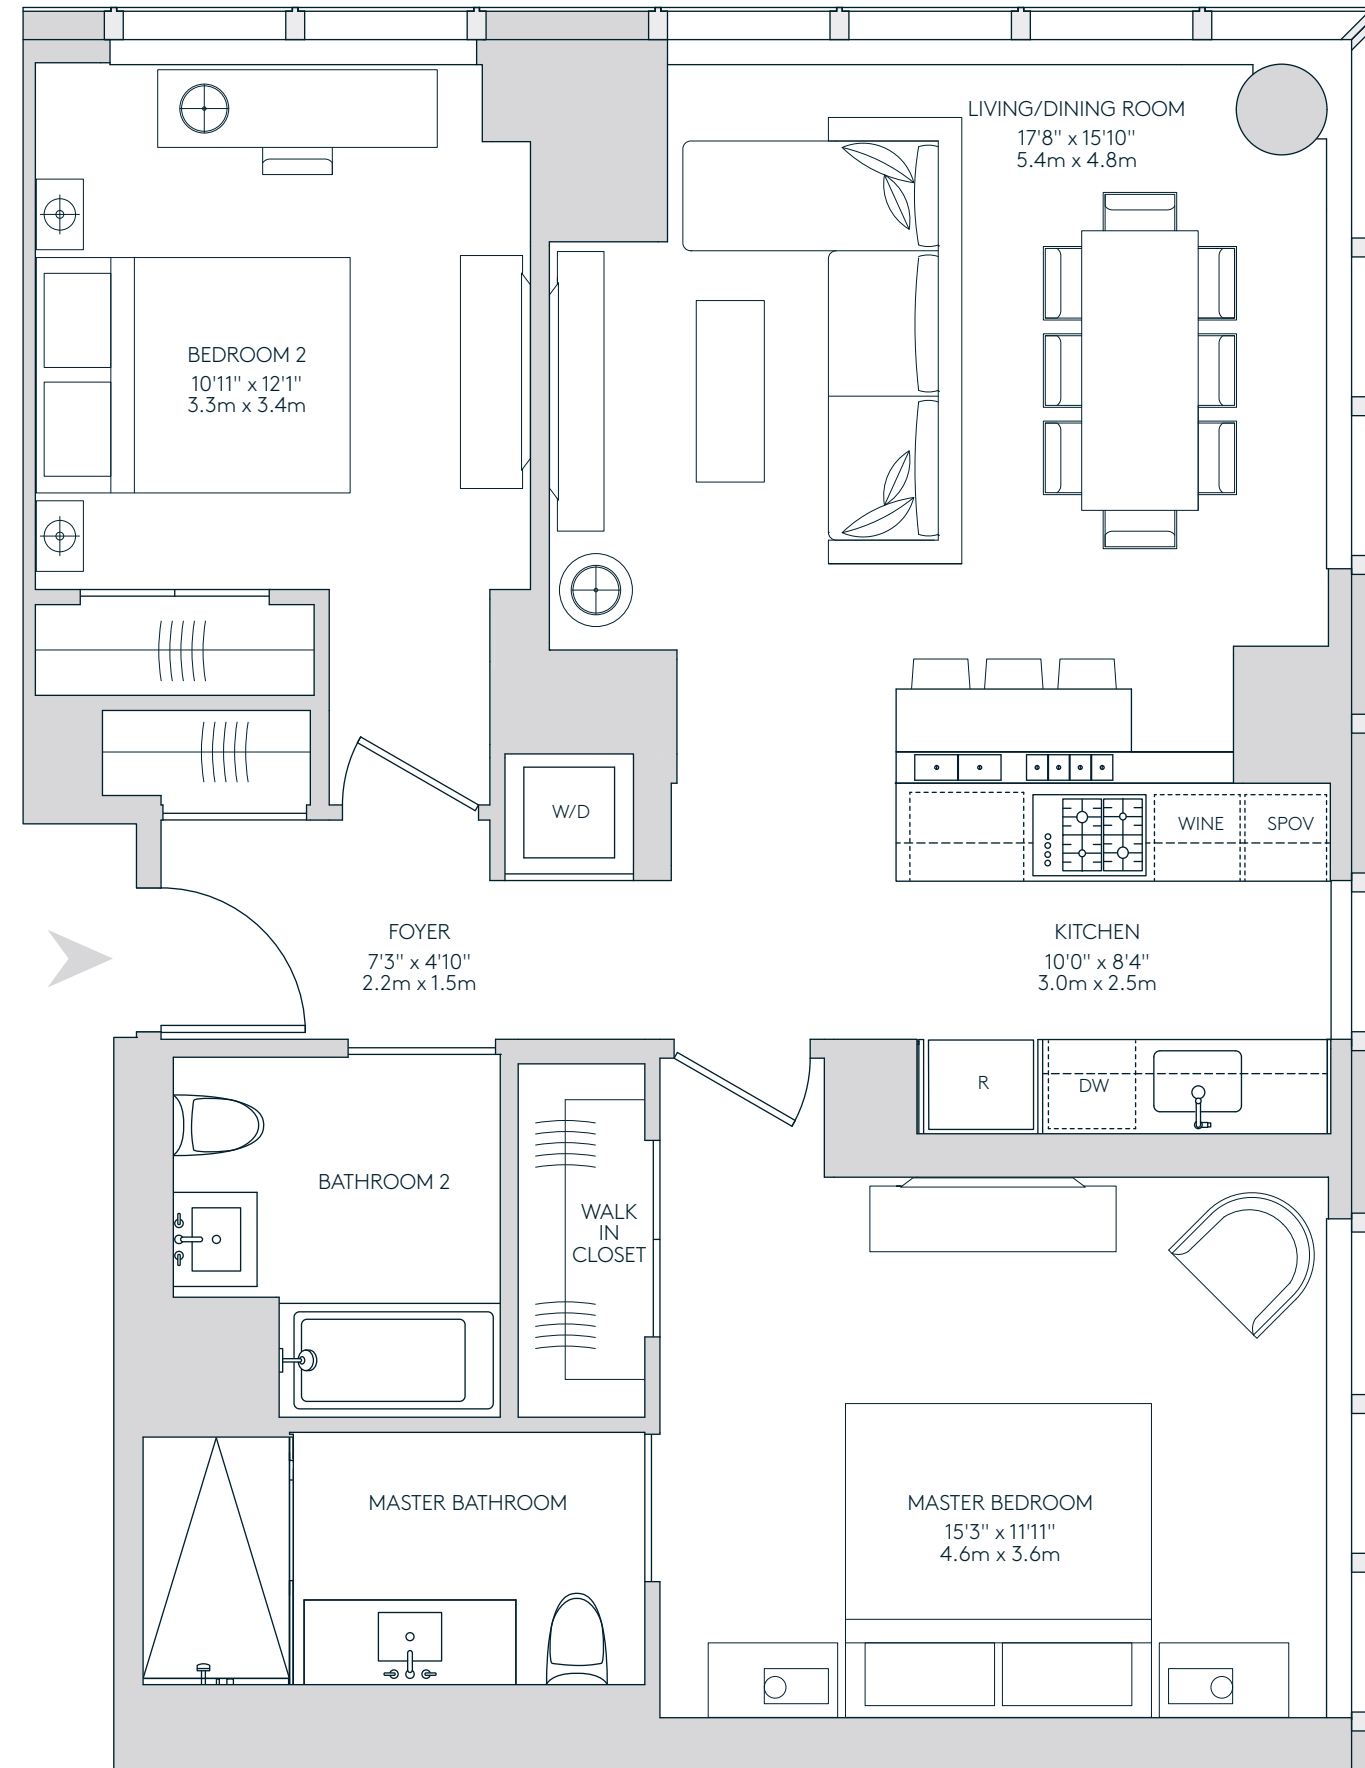 LIVING/DINING ROOM
17'8" x 15'10"
5.4m x 4.8m
BEDROOM 2
10'11" x 12'1"
3.3m x 3.4m
W/D
WINE
SPOV
FOYER
7'3" x 4'10"
2.2m x 1.5m
KITCHEN
10'0" x 8'4"
3.0m x 2.5m
R
DW
BATHROOM 2
WALK
IN
CLOSET
MASTER BATHROOM
MASTER BEDROOM
15'3" x 11'11"
4.6m x 3.6m